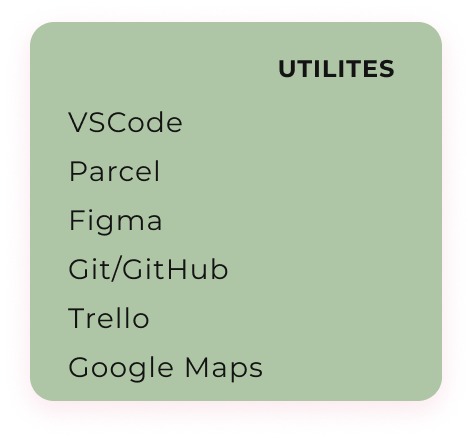 UTILITES
VSCode
Parcel
Figma
Git/GitHub
Trello
Google Maps